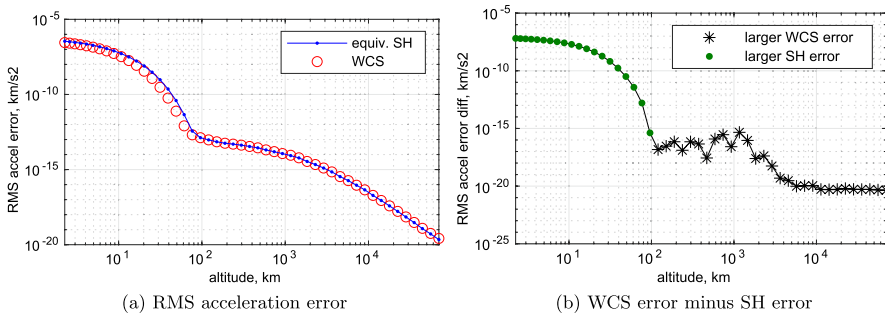 10^-5
10^-10
10^-15
10^-20
RMS accel error, km/s2
equiv. SH
WCS
10^1
10^2
10^3
10^4
altitude, km
(a) RMS acceleration error
10^-5
10^-10
10^-15
10^-20
10^-25
RMS accel error diff, km/s2
larger WCS error
larger SH error
10^1
10^2
10^3
10^4
altitude, km
(b) WCS error minus SH error